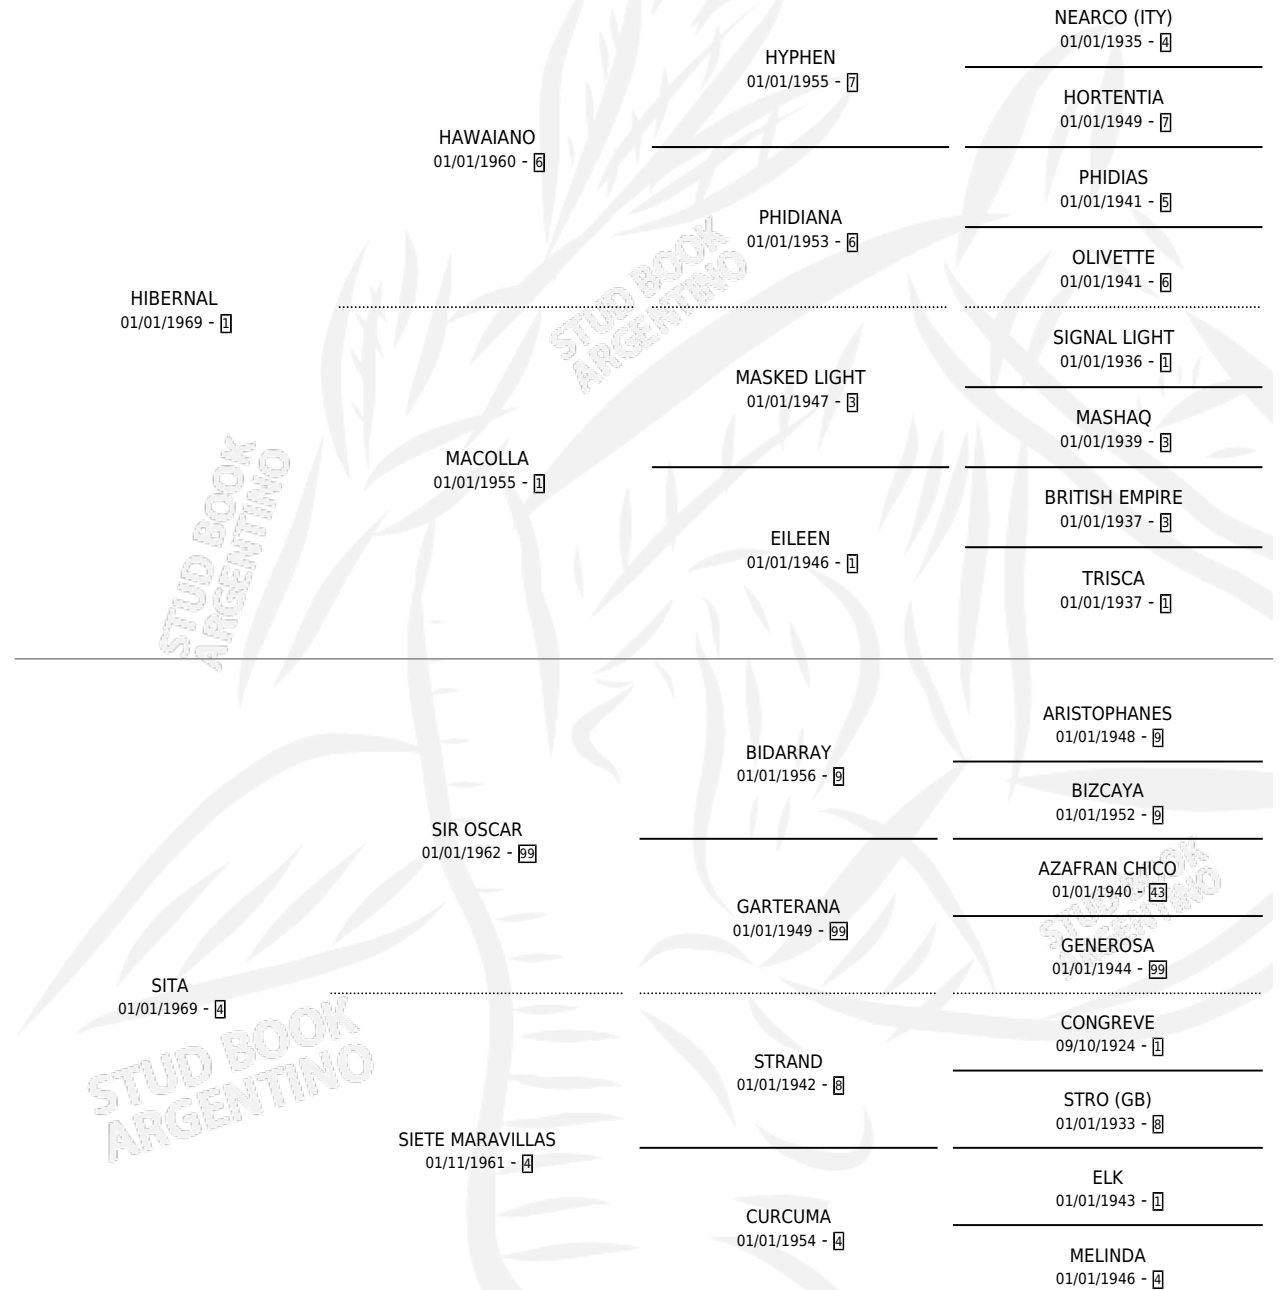 NEARCO (ITY)
01/01/1935 - 4
HYPHEN
01/01/1955 - 7
HORTENTIA
01/01/1949 - 7
HAWAIANO
01/01/1960 - 6
PHIDIAS
01/01/1941 - 5
PHIDIANA
01/01/1953 - 6
OLIVETTE
01/01/1941 - 6
HIBERNAL
01/01/1969 - 1
SIGNAL LIGHT
01/01/1936 - 1
MASKED LIGHT
01/01/1947 - 3
MASHAQ
01/01/1939 - 3
MACOLLA
01/01/1955 - 1
BRITISH EMPIRE
01/01/1937 - 3
EILEEN
01/01/1946 - 1
TRISCA
01/01/1937 - 1
ARISTOPHANES
01/01/1948 - 9
BIDARRAY
01/01/1956 - 9
BIZCAYA
01/01/1952 - 9
SIR OSCAR
01/01/1962 - 99
AZAFRAN CHICO
01/01/1940 - 43
GARTERANA
01/01/1949 - 99
GENEROSA
01/01/1944 - 99
SITA
01/01/1969 - 4
CONGREVE
09/10/1924 - 1
STRAND
01/01/1942 - 8
STRO (GB)
01/01/1933 - 8
SIETE MARAVILLAS
01/11/1961 - 4
ELK
01/01/1943 - 1
CURCUMA
01/01/1954 - 4
MELINDA
01/01/1946 - 4
STUD BOOK
ARGENTINO
STUD BOOK
ARGENTINO
STUD BOOK
ARGENTINO
STUD BOOK
ARGENTINO